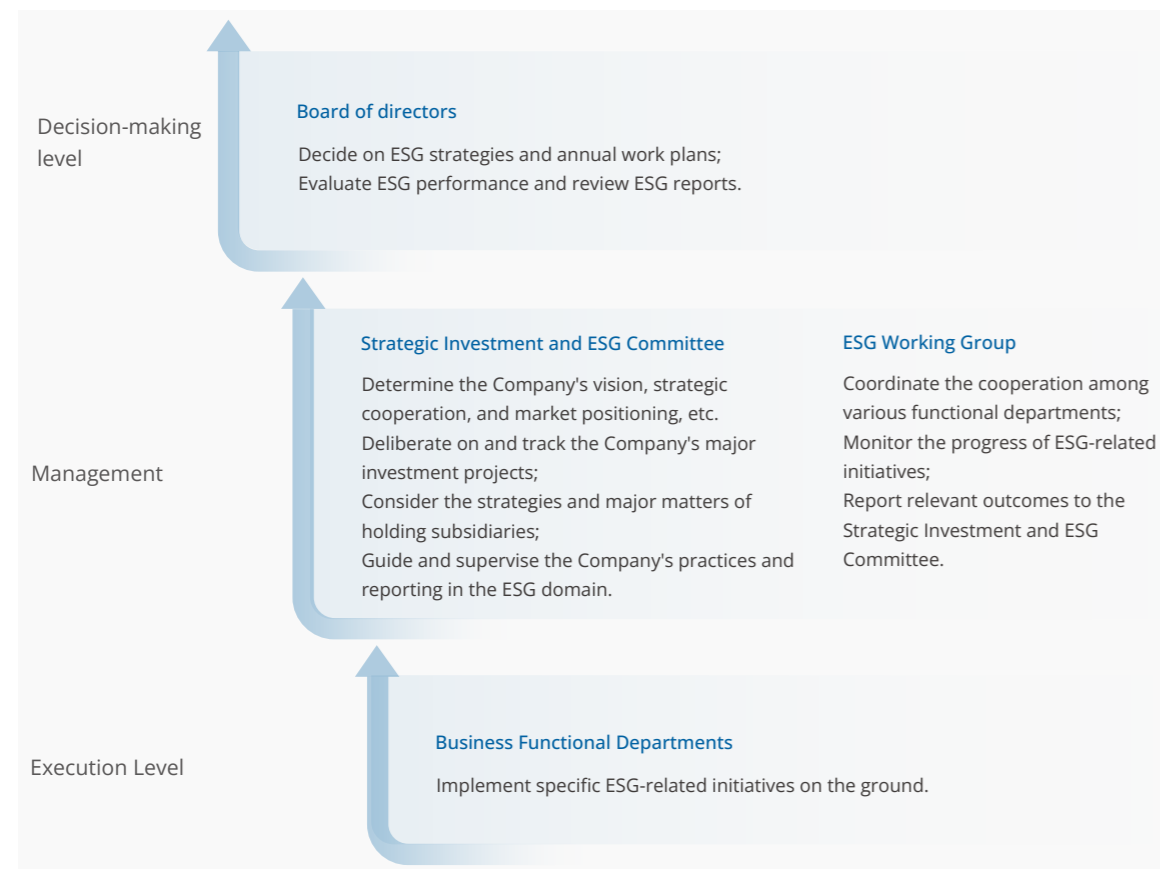 Decision-making
level
Board of directors
Decide on ESG strategies and annual work plans;
Evaluate ESG performance and review ESG reports.
Management
Strategic Investment and ESG Committee
Determine the Company's vision, strategic
cooperation, and market positioning, etc.
Deliberate on and track the Company's major
investment projects;
Consider the strategies and major matters of
holding subsidiaries;
Guide and supervise the Company's practices and
reporting in the ESG domain.
ESG Working Group
Coordinate the cooperation among
various functional departments;
Monitor the progress of ESG-related
initiatives;
Report relevant outcomes to the
Strategic Investment and ESG
Committee.
Execution Level
Business Functional Departments
Implement specific ESG-related initiatives on the ground.